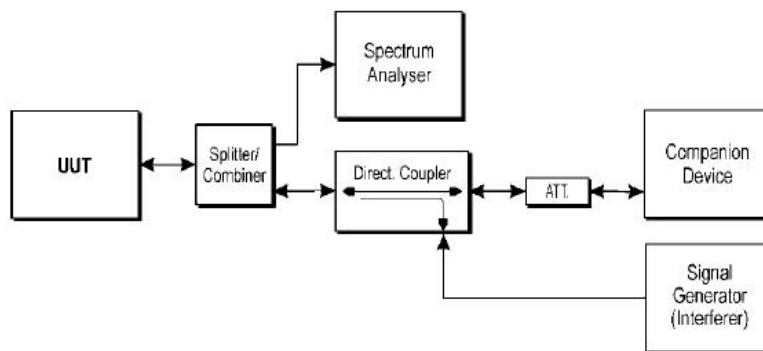 Spectrum
Analyser
UUT
Splitter/
Combiner
Direct. Coupler
ATT.
Companion
Device
Signal
Generator
(Interferer)